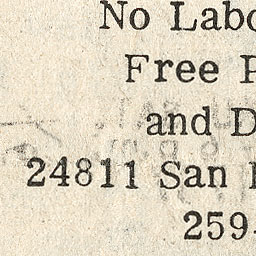 No Labo
Free P
and D
24811 San
259-